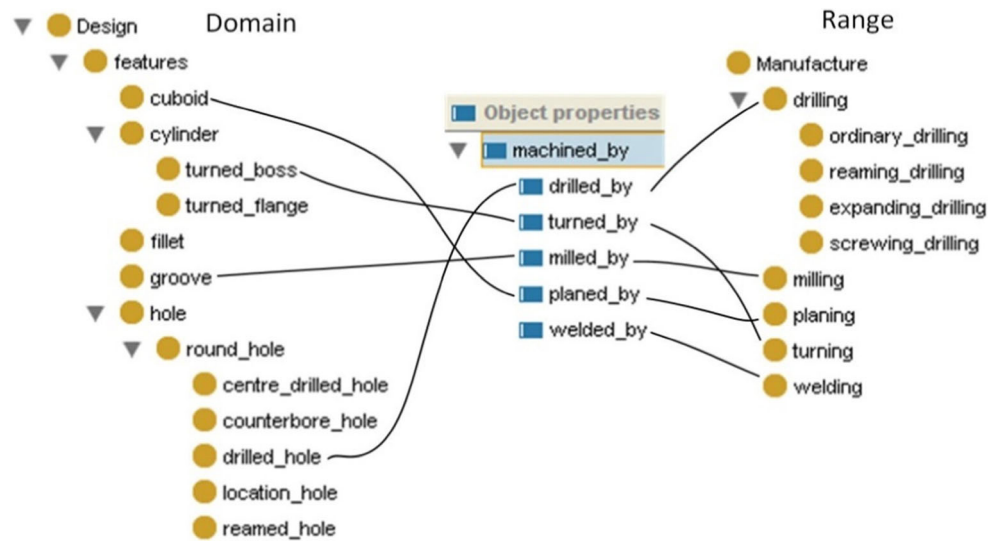 Domain
Design
features
cuboid
cylinder
turned_boss
turned_flange
fillet
groove
hole
round_hole
centre_drilled_hole
counterbore_hole
drilled_hole
location_hole
reamed_hole
Object properties
machined_by
drilled_by
turned_by
milled_by
planed_by
welded_by
Range
Manufacture
drilling
ordinary_drilling
reaming_drilling
expanding_drilling
screwing_drilling
milling
planing
turning
welding